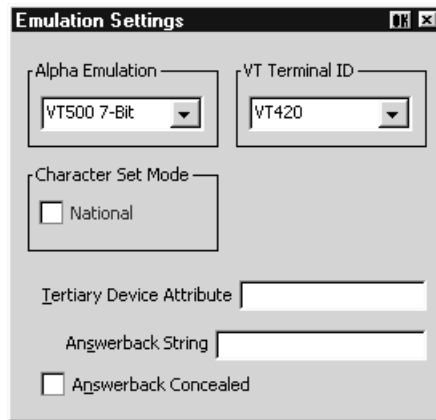 Emulation Settings OK
Alpha Emulation VT Terminal ID
VT500 7-Bit VT420
Character Set Mode
National
Tertiary Device Attribute
Answerback String
Answerback Concealed